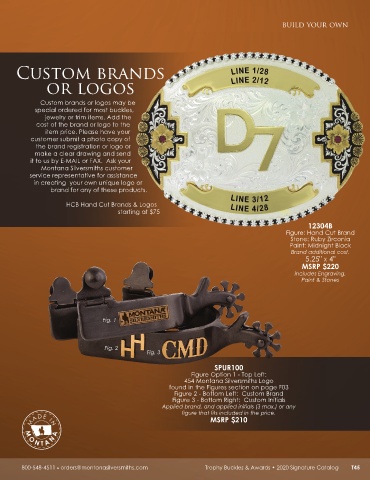 BUILD YOUR OWN
CUSTOM BRANDS
OR LOGOS
Custom brands or logos may be
special ordered for most buckles,
jewelry or trim items. Add the
cost of the brand or logo to the
item price. Please have your
customer submit a photo copy of
the brand registration or logo or
make a clear drawing and send
it to us by E-MAIL or FAX. Ask your
Montana Silversmiths customer
service representative for assistance
in creating your own unique logo or
brand for any of these products.
HCB Hand Cut Brands & Logos
starting at $75
LINE 1/28
LINE 2/12
D
LINE 3/12
LINE 4/28
12304B
Figure: Hand Cut Brand
Stone: Ruby Zirconia
Paint: Midnight Black
Brand additional cost.
5.25" x 4"
MSRP $220
Includes Engraving,
Paint & Stones
Fig. 1
MONTANA
SILVERSMITHS
Fig. 2
HH
Fig. 3
CMD
SPUR100
Figure Option 1 - Top Left:
454 Montana Silversmiths Logo
found in the Figures section on page F03
Figure 2 - Bottom Left: Custom Brand
Figure 3 - Bottom Right: Custom Initials
Applied brand, and applied initials (3 max.) or any
figure that fits included in the price.
MSRP $210
MADE IN
MONTANA
800-548-4511 • orders@montanasilversmiths.com
Trophy Buckles & Awards • 2020 Signature Catalog T45